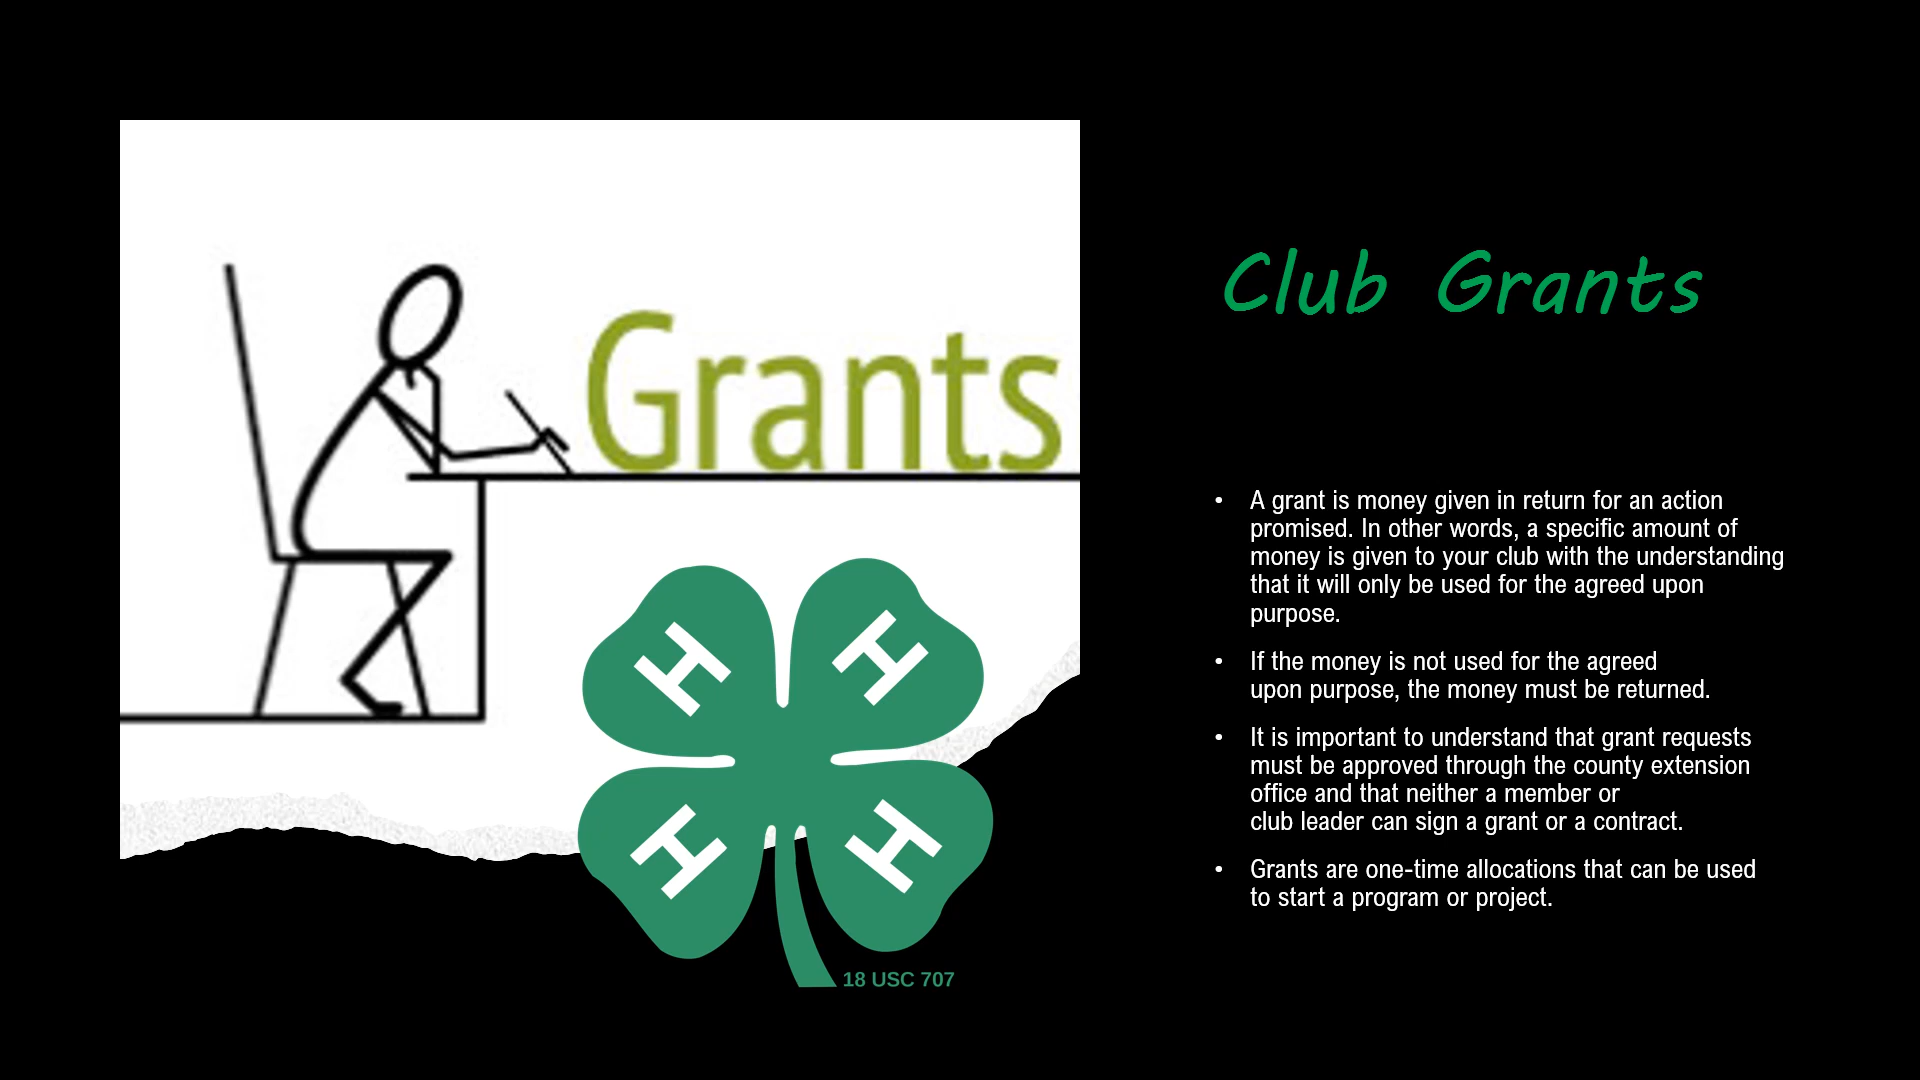 Grants
H H
H H
18 USC 707
Club Grants
• A grant is money given in return for an action
promised. In other words, a specific amount of
money is given to your club with the understanding
that it will only be used for the agreed upon
purpose.
• If the money is not used for the agreed
upon purpose, the money must be returned.
• It is important to understand that grant requests
must be approved through the county extension
office and that neither a member or
club leader can sign a grant or a contract.
• Grants are one-time allocations that can be used
to start a program or project.